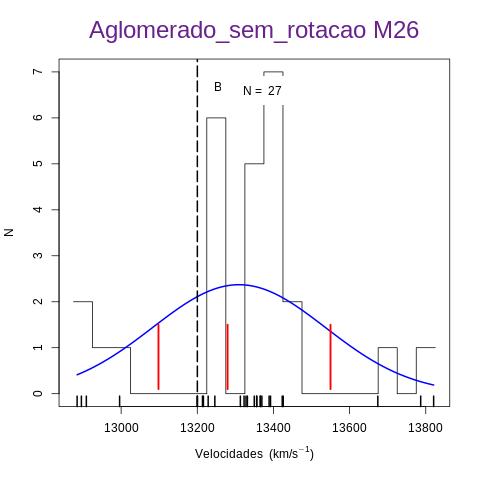 Aglomerado_sem_rotacao M26
B
N = 27
7
6
5
4
3
2
1
0
N
13000 13200 13400 13600 13800
Velocidades (km/s⁻¹)